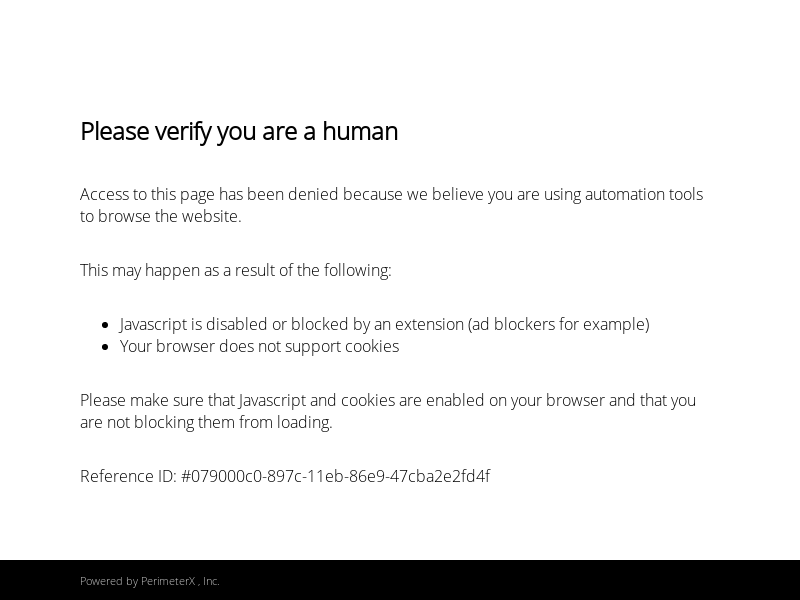 Please verify you are a human
Access to this page has been denied because we believe you are using automation tools
to browse the website.
This may happen as a result of the following:
Javascript is disabled or blocked by an extension (ad blockers for example)
Your browser does not support cookies
Please make sure that Javascript and cookies are enabled on your browser and that you
are not blocking them from loading.
Reference ID: #079000c0-897c-11eb-86e9-47cba2e2fd4f
Powered by PerimeterX , Inc.